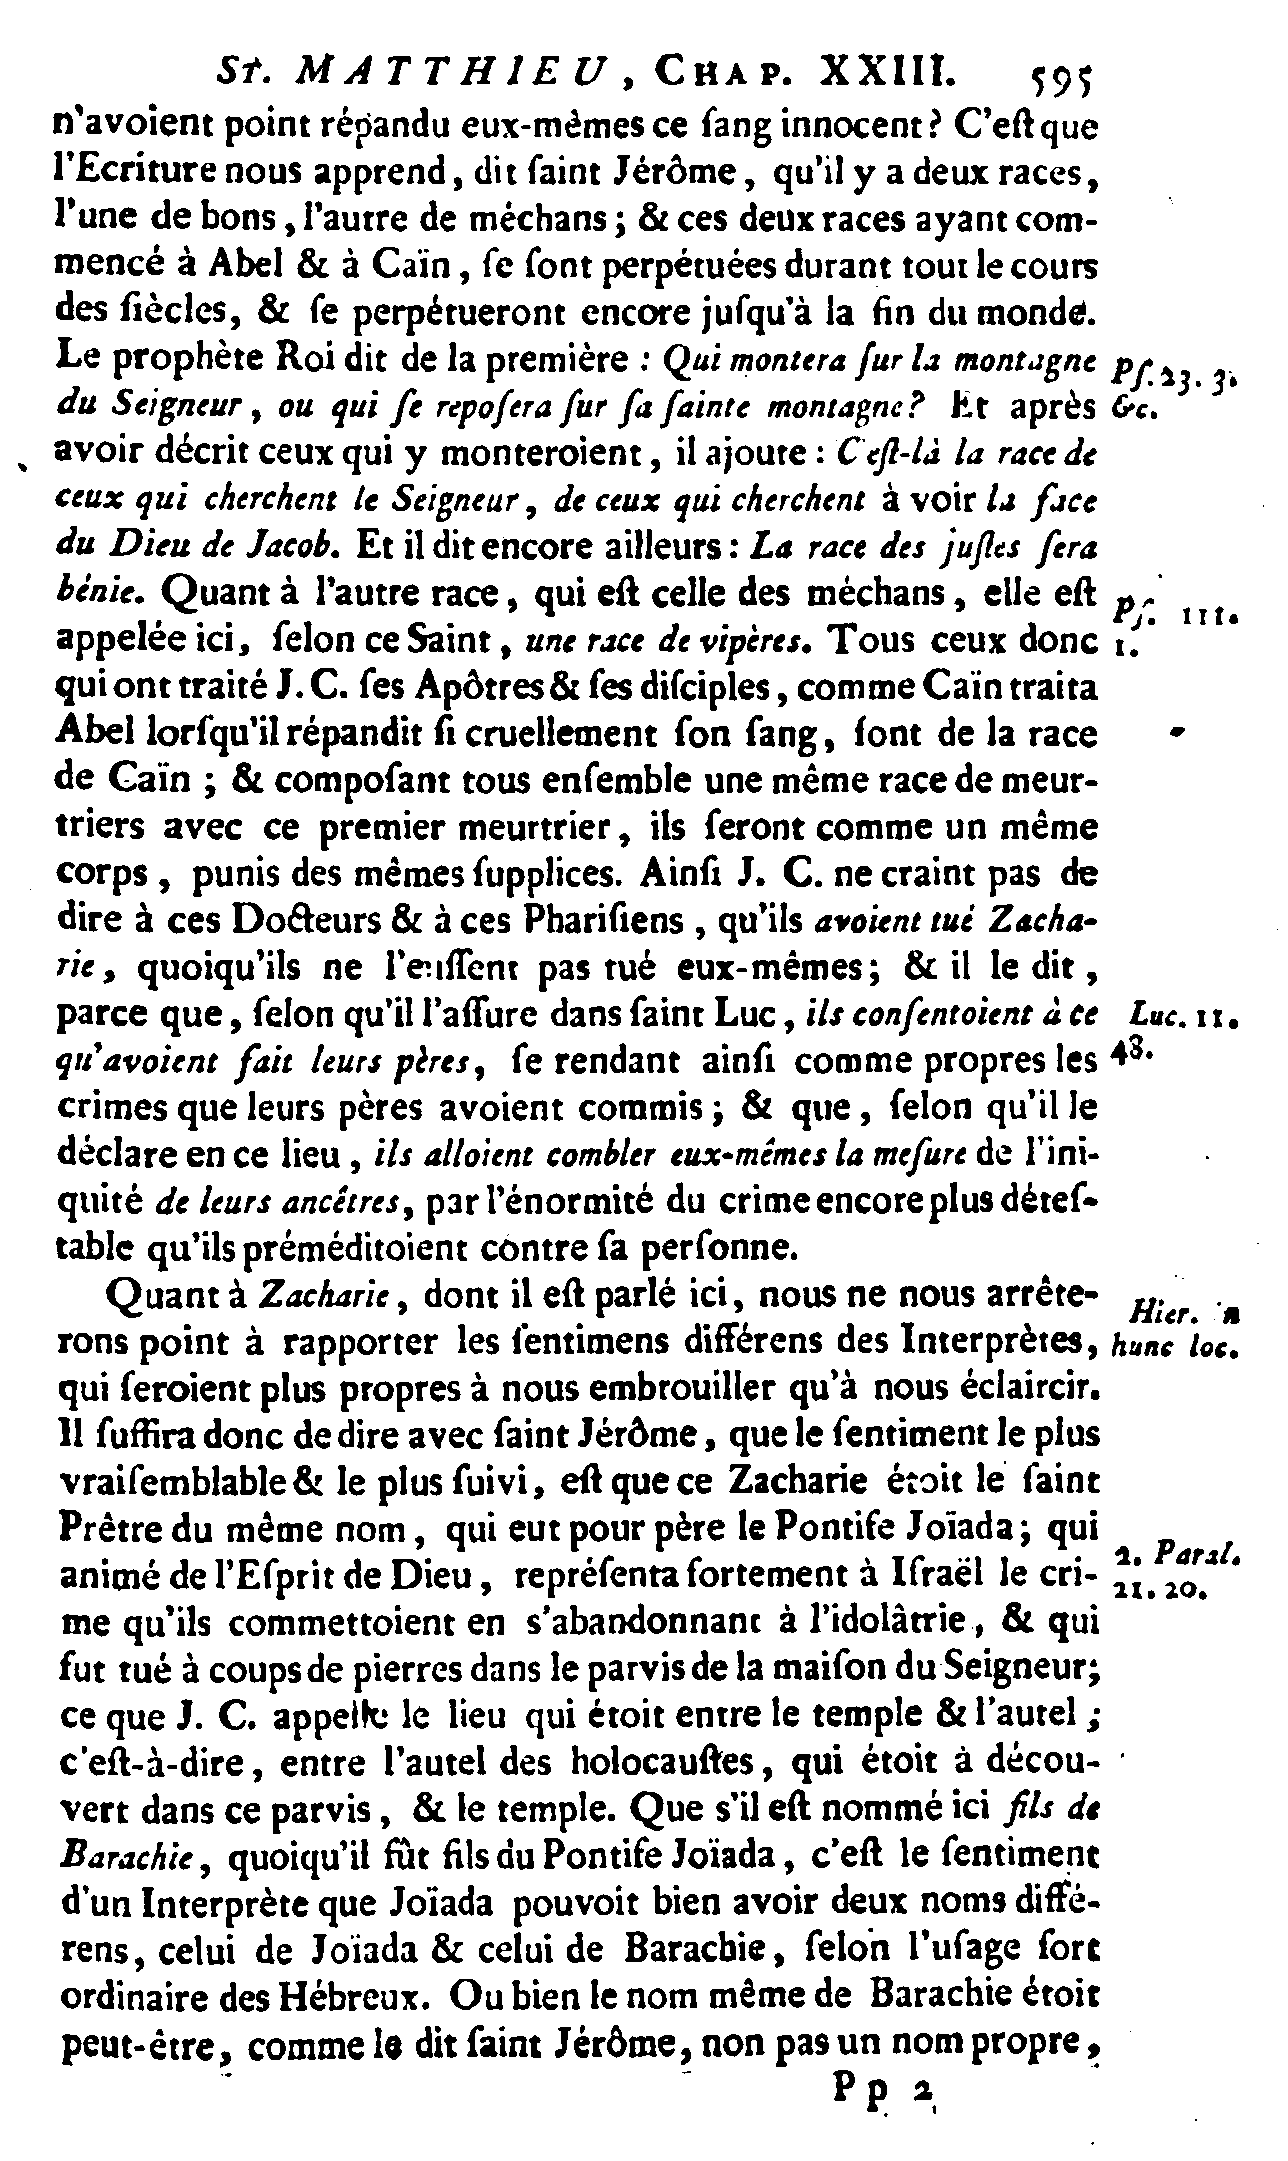 St. MATTHIEU, CHAP. XXIII. 595
n'avoient point répandu eux-mêmes ce ſang innocent? C'eſt que
l'Ecriture nous apprend, dit ſaint Jérôme, qu'il y a deux races,
l'une de bons, l'autre de méchans; & ces deux races ayant com-
mencé à Abel & à Caïn, ſe ſont perpétuées durant tout le cours
des ſiècles, & ſe perpétueront encore juſqu'à la fin du monde.
Le prophète Roi dit de la première : Qui montera ſur la montagne
Pſ. 23. 3.
du Seigneur, ou qui ſe repoſera ſur ſa ſainte montagne? Et après
&c.
avoir décrit ceux qui y monteroient, il ajoute : C'eſt-là la race de
ceux qui cherchent le Seigneur, de ceux qui cherchent à voir la face
du Dieu de Jacob. Et il dit encore ailleurs : La race des juſtes ſera
bénie. Quant à l'autre race, qui eſt celle des méchans, elle eſt
Pſ. 111.
appelée ici, ſelon ce Saint, une race de vipères. Tous ceux donc
1.
qui ont traité J. C. ſes Apôtres & ſes diſciples, comme Caïn traita
Abel lorſqu'il répandit ſi cruellement ſon ſang, ſont de la race
de Caïn ; & compoſant tous enſemble une même race de meur-
triers avec ce premier meurtrier, ils ſeront comme un même
corps, punis des mêmes ſupplices. Ainſi J. C. ne craint pas de
dire à ces Docteurs & à ces Phariſiens, qu'ils avoient tué Zacha-
rie, quoiqu'ils ne l'euſſent pas tué eux-mêmes; & il le dit,
parce que, ſelon qu'il l'aſſure dans ſaint Luc, ils conſentoient à ce
Luc. 11.
qu'avoient fait leurs pères, ſe rendant ainſi comme propres les
48.
crimes que leurs pères avoient commis; & que, ſelon qu'il le
déclare en ce lieu, ils alloient combler eux-mêmes la meſure de l'ini-
quité de leurs ancêtres, par l'énormité du crime encore plus déteſ-
table qu'ils préméditoient contre ſa perſonne.
Quant à Zacharie, dont il eſt parlé ici, nous ne nous arrête-
Hier. in
rons point à rapporter les ſentimens différens des Interprètes,
hunc loc.
qui ſeroient plus propres à nous embrouiller qu'à nous éclaircir.
Il ſuffira donc de dire avec ſaint Jérôme, que le ſentiment le plus
vraiſemblable & le plus ſuivi, eſt que ce Zacharie étoit le ſaint
Prêtre du même nom, qui eut pour père le Pontife Joïada; qui
animé de l'Eſprit de Dieu, repréſenta fortement à Iſraël le cri-
2. Paral.
21. 20.
me qu'ils commettoient en s'abandonnant à l'idolâtrie, & qui
fut tué à coups de pierres dans le parvis de la maiſon du Seigneur;
ce que J. C. appelle le lieu qui étoit entre le temple & l'autel;
c'eſt-à-dire, entre l'autel des holocauſtes, qui étoit à décou-
vert dans ce parvis, & le temple. Que s'il eſt nommé ici fils de
Barachie, quoiqu'il fût fils du Pontife Joïada, c'eſt le ſentiment
d'un Interprète que Joïada pouvoit bien avoir deux noms diffé-
rens, celui de Joïada & celui de Barachie, ſelon l'uſage fort
ordinaire des Hébreux. Ou bien le nom même de Barachie étoit
peut-être, comme le dit ſaint Jérôme, non pas un nom propre,
Pp 2